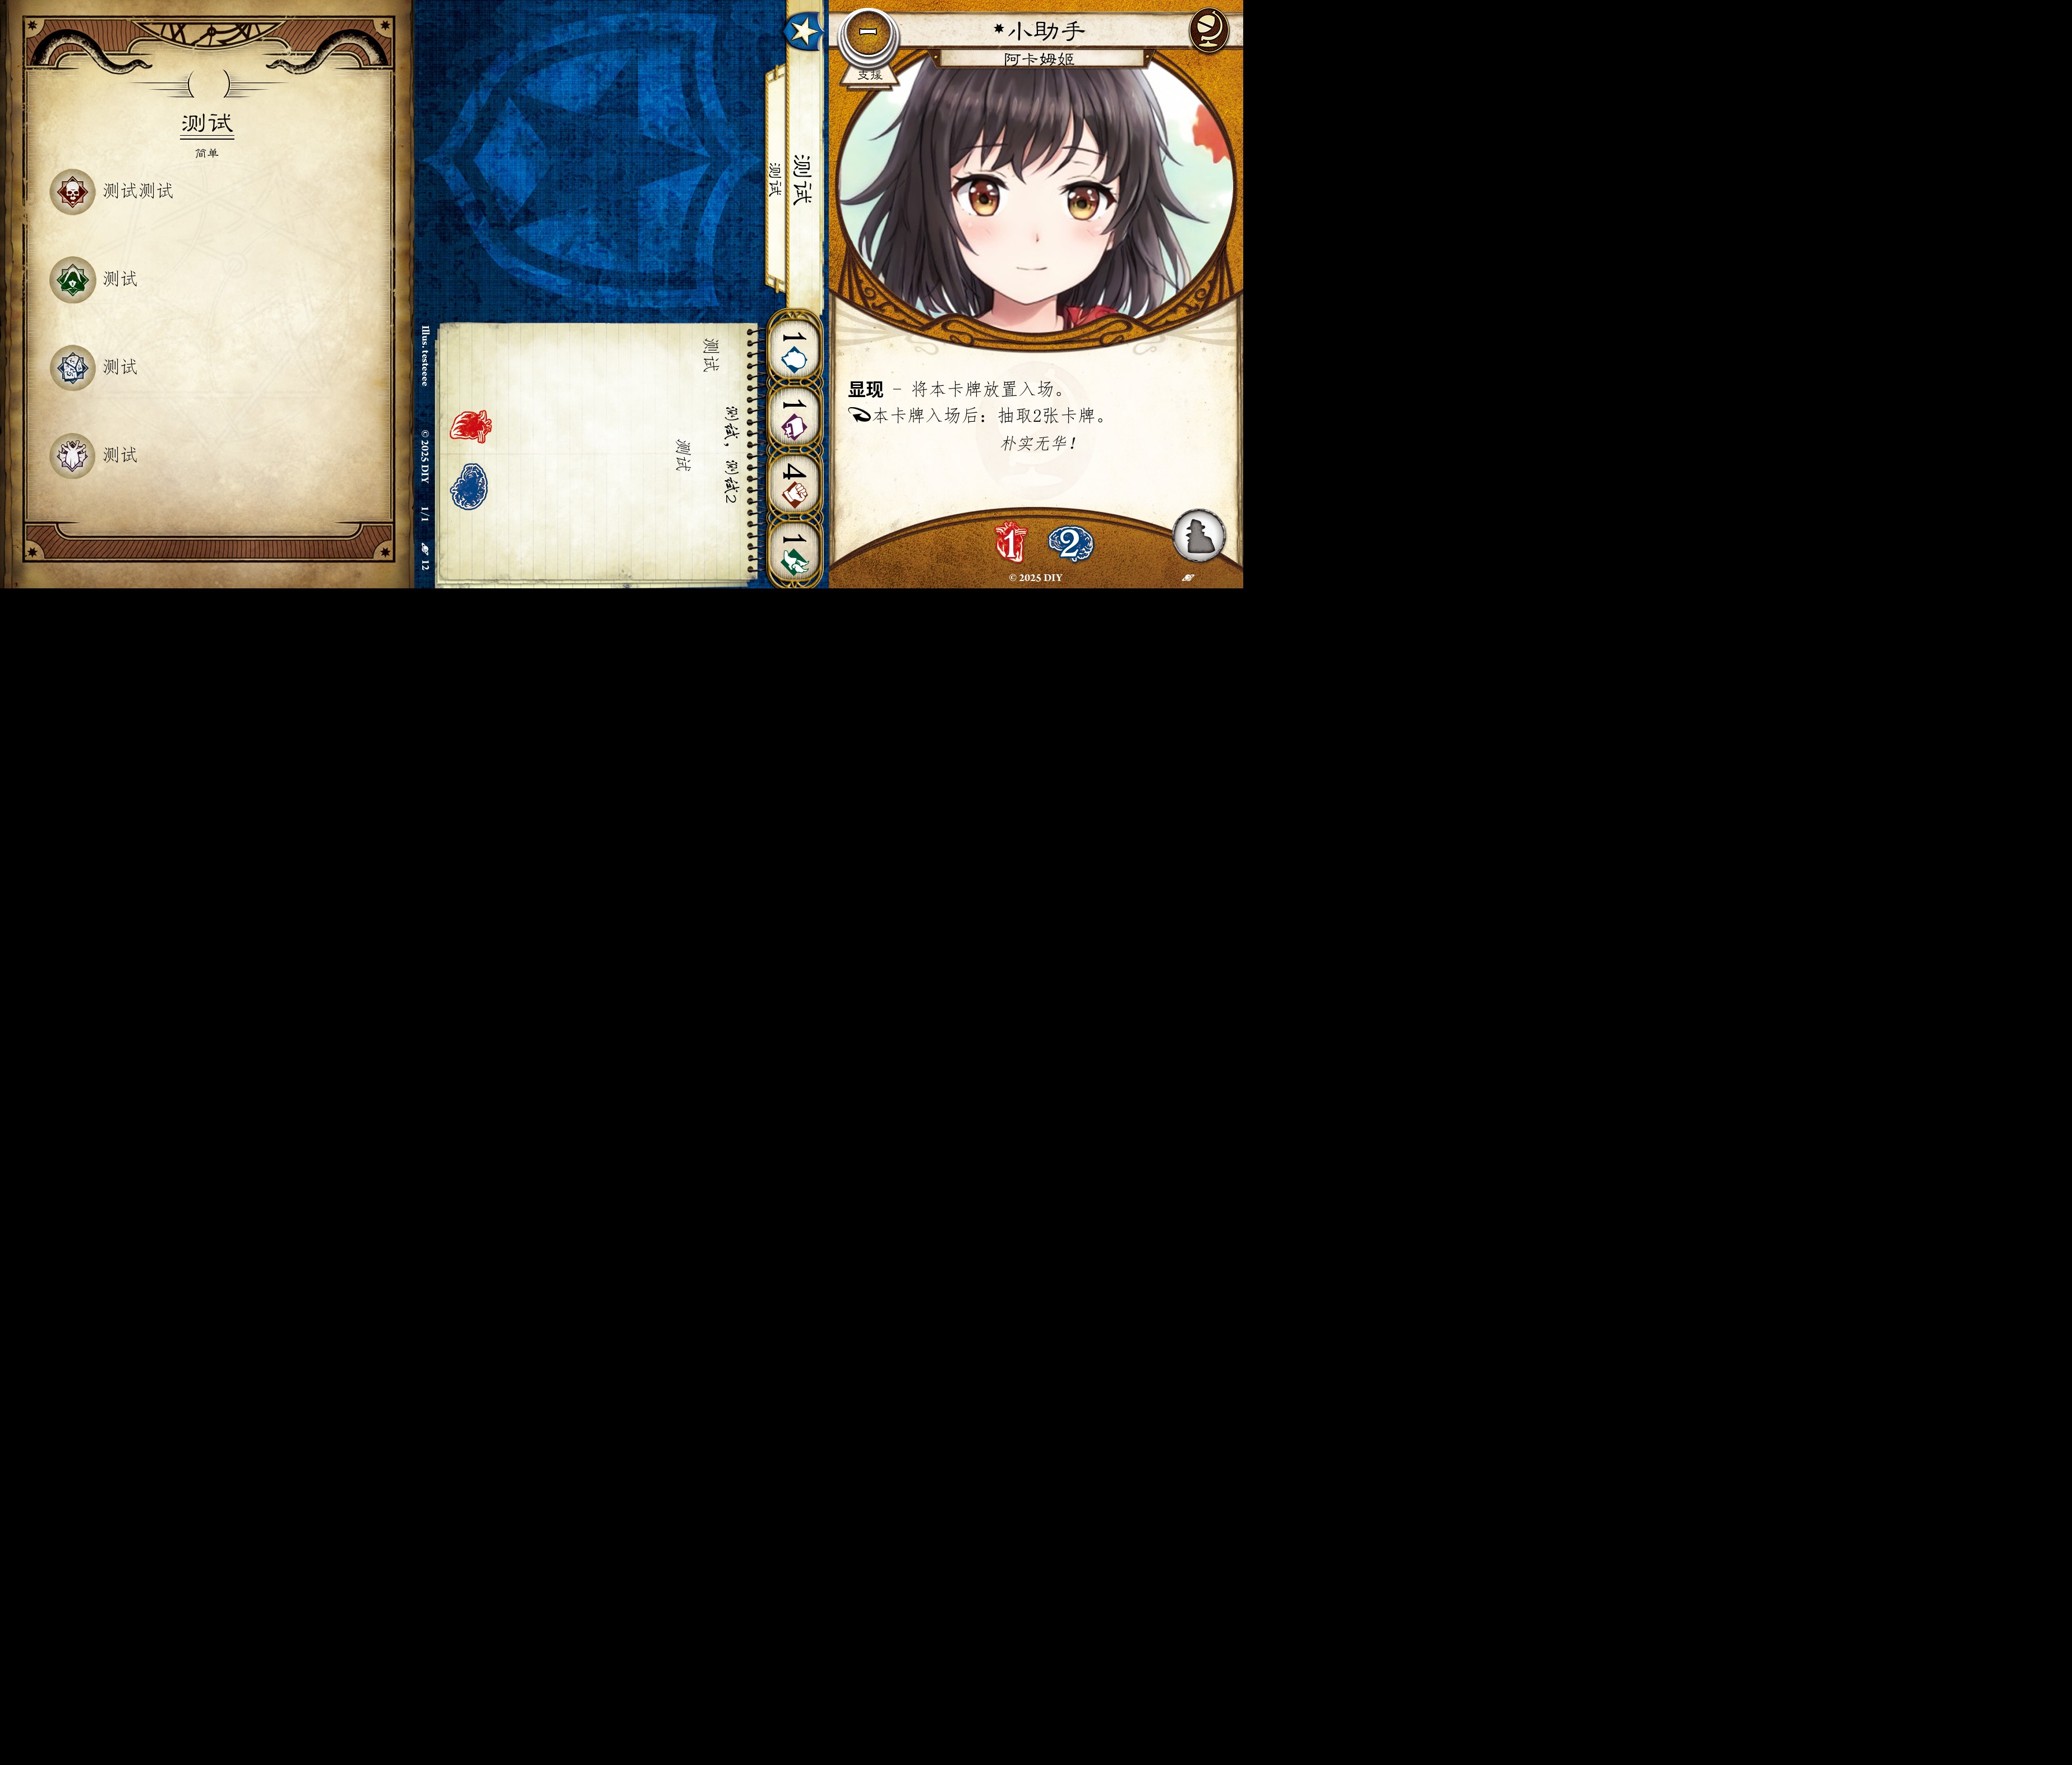 测试
简单
测试测试
测试
测试
测试
测试
测试
1
1
4
1
测试，测试2
测试
测试
Illus. testeeee © 2025 DIY 1/1 12
小助手
阿卡姆姬
支援
显现 - 将本卡牌放置入场。
本卡牌入场后：抽取2张卡牌。
朴实无华！
1 2
© 2025 DIY